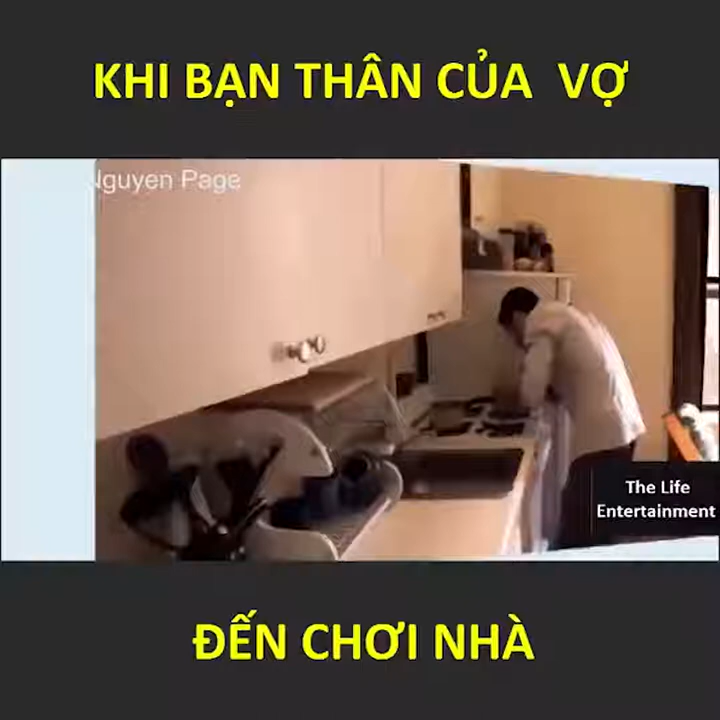 KHI BẠN THÂN CỦA VỢ
Nguyen Page
The Life
Entertainment
ĐẾN CHƠI NHÀ